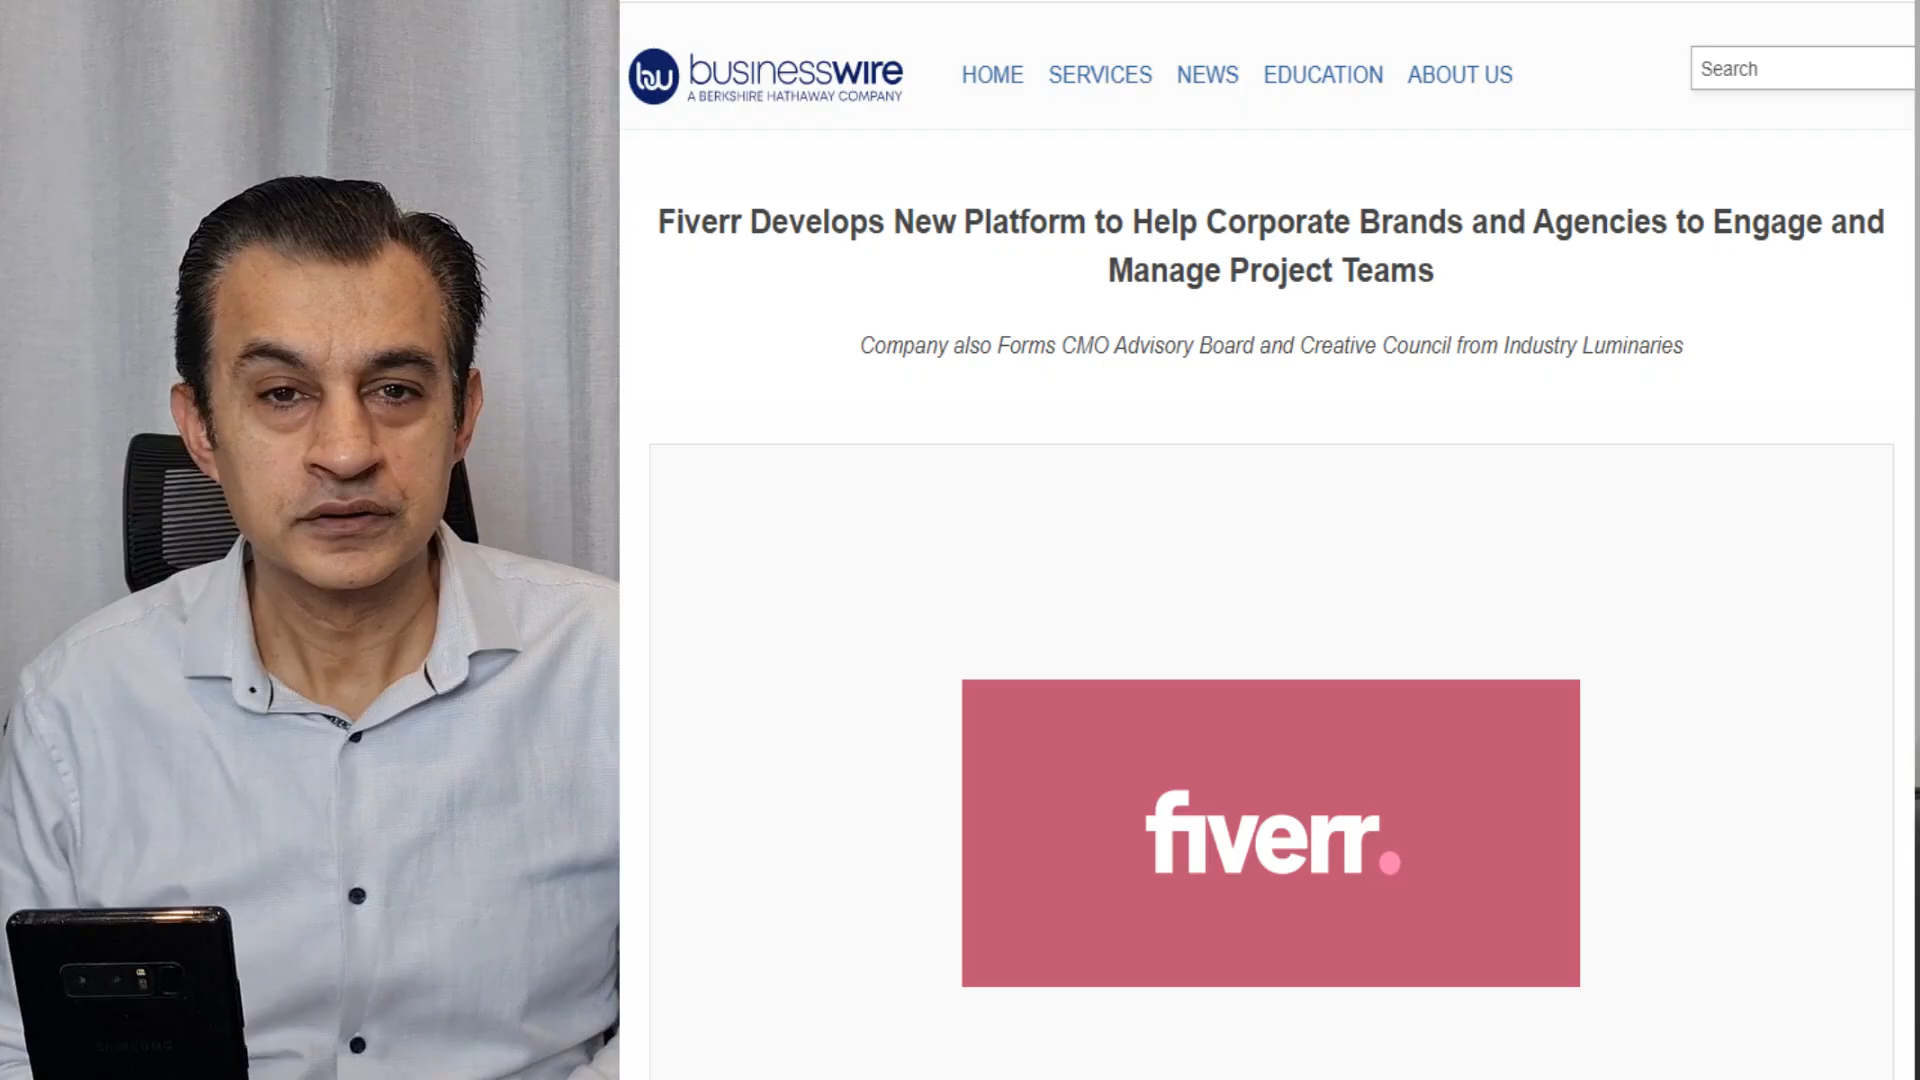 bw businesswire
A BERKSHIRE HATHAWAY COMPANY
HOME SERVICES NEWS EDUCATION ABOUT US
Search
Fiverr Develops New Platform to Help Corporate Brands and Agencies to Engage and
Manage Project Teams
Company also Forms CMO Advisory Board and Creative Council from Industry Luminaries
fiverr.
SAMSUNG